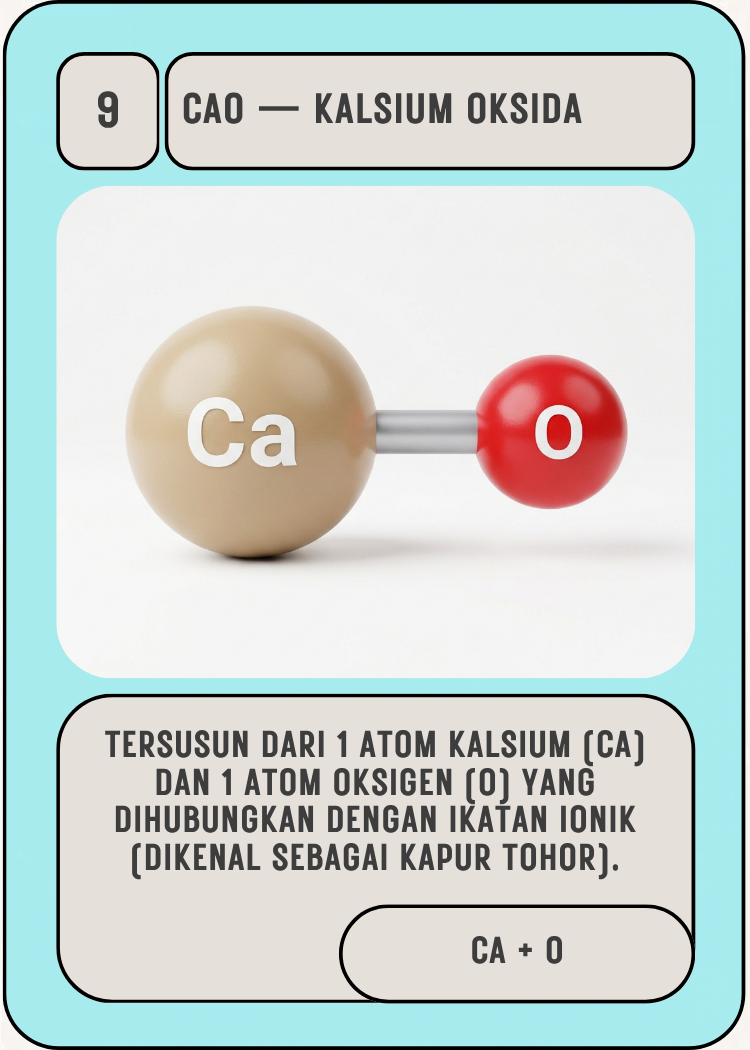 9
CAO — KALSIUM OKSIDA
Ca
O
TERSUSUN DARI 1 ATOM KALSIUM (CA)
DAN 1 ATOM OKSIGEN (O) YANG
DIHUBUNGKAN DENGAN IKATAN IONIK
(DIKENAL SEBAGAI KAPUR TOHOR).
CA + O